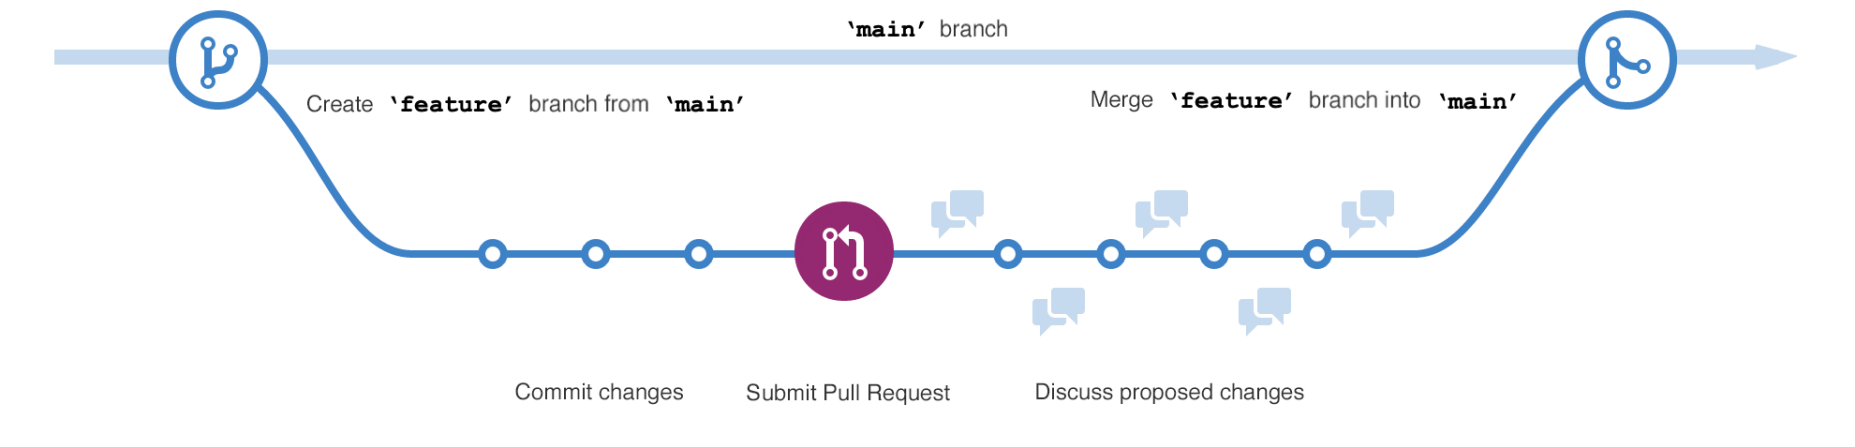 ‘main’ branch
Create ‘feature’ branch from ‘main’
Merge ‘feature’ branch into ‘main’
Commit changes
Submit Pull Request
Discuss proposed changes